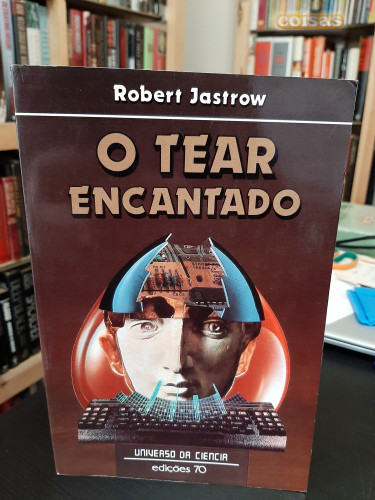 coisas
Robert Jastrow
O TEAR
ENCANTADO
UNIVERSO DA CIENCIA
edições 70